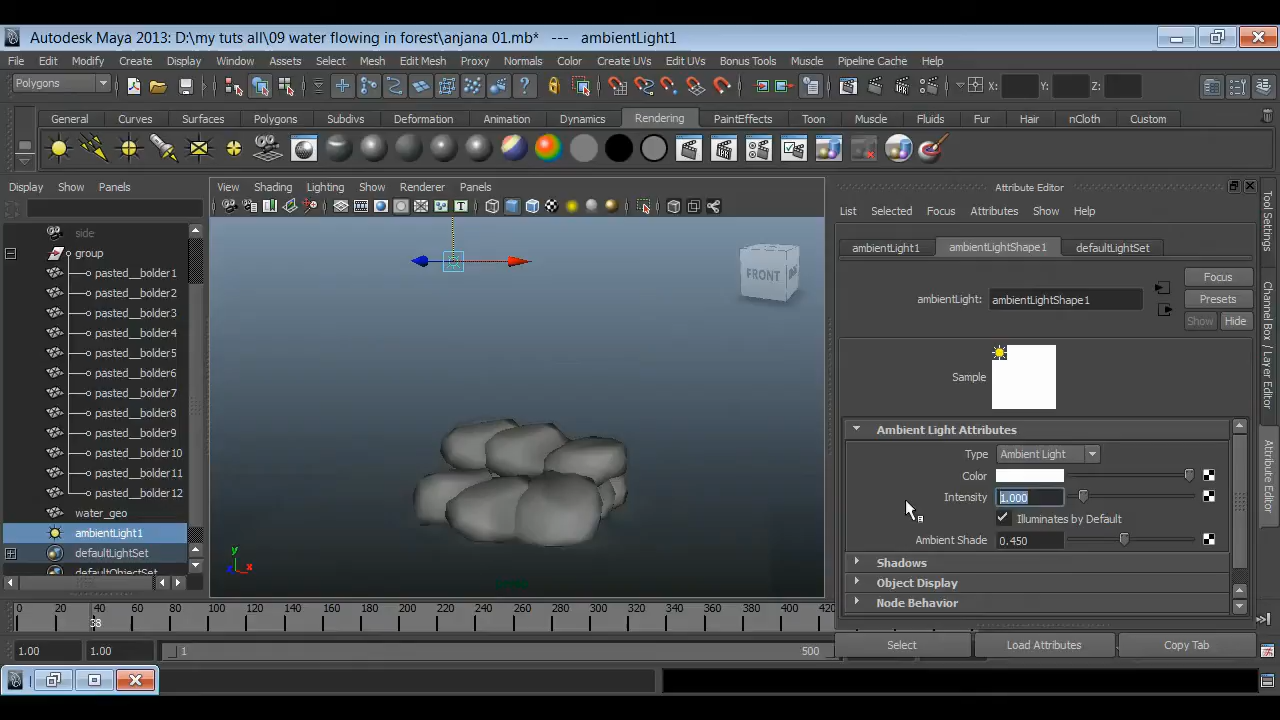 Autodesk Maya 2013: D:\my tuts all\09 water flowing in forest\anjana 01.mb* --- ambientLight1
File Edit Modify Create Display Window Assets Select Mesh Edit Mesh Proxy Normals Color Create UVs Edit UVs Bonus Tools Muscle Pipeline Cache Help
Polygons X: Y: Z:
General Curves Surfaces Polygons Subdivs Deformation Animation Dynamics Rendering PaintEffects Toon Muscle Fluids Fur Hair nCloth Custom
Display Show Panels
View Shading Lighting Show Renderer Panels
Attribute Editor
List Selected Focus Attributes Show Help
side
group
pasted__bolder1
pasted__bolder2
pasted__bolder3
pasted__bolder4
pasted__bolder5
pasted__bolder6
pasted__bolder7
pasted__bolder8
pasted__bolder9
pasted__bolder10
pasted__bolder11
pasted__bolder12
water_geo
ambientLight1
defaultLightSet
defaultObjectSet
FRONT
y
z x
ambientLight1 ambientLightShape1 defaultLightSet
ambientLight: ambientLightShape1
Focus
Presets
Show Hide
Sample
Ambient Light Attributes
Type Ambient Light
Color
Intensity 1.000
Illuminates by Default
Ambient Shade 0.450
Shadows
Object Display
Node Behavior
Select Load Attributes Copy Tab
Tool Settings
Channel Box / Layer Editor
Attribute Editor
0 20 40 60 80 100 120 140 160 180 200 220 240 260 280 300 320 340 360 380 400 420
38
1.00 1.00 1 500